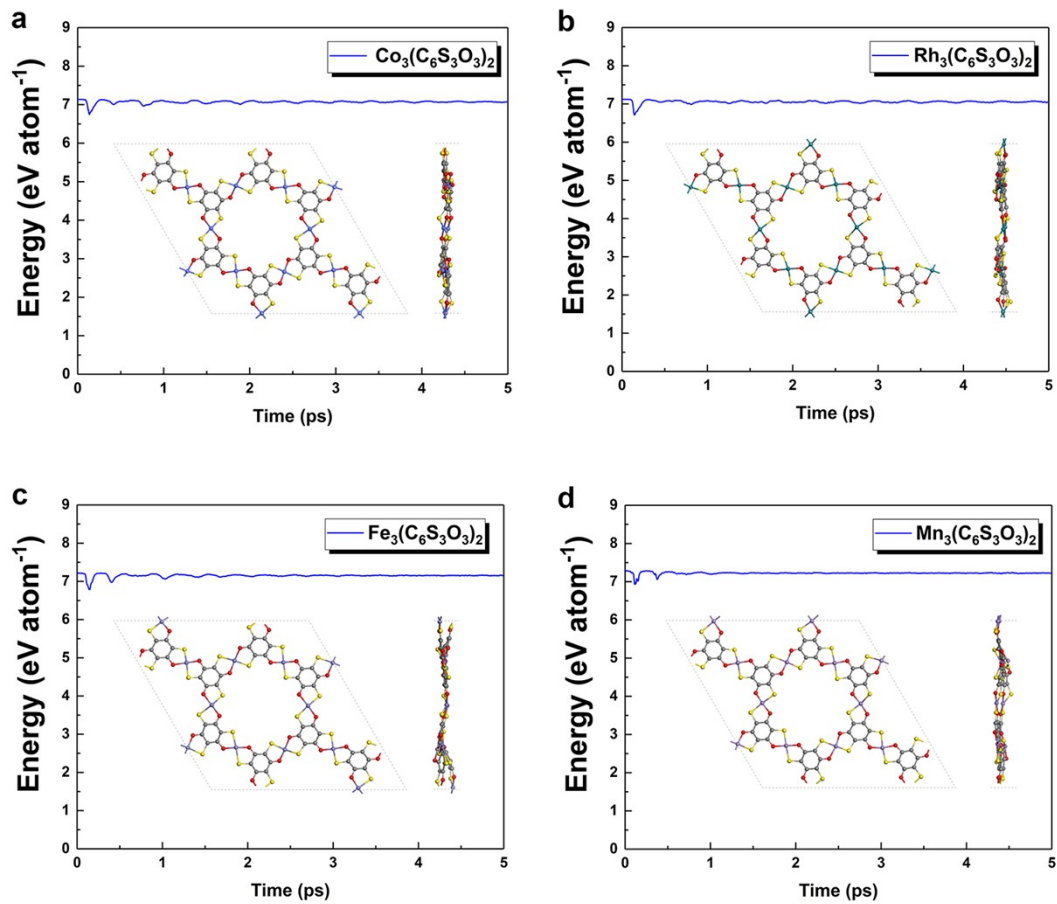 a
Co₃(C₆S₃O₃)₂
Energy (eV atom⁻¹)
9
8
7
6
5
4
3
2
1
0
0 1 2 3 4 5
Time (ps)
b
Rh₃(C₆S₃O₃)₂
Energy (eV atom⁻¹)
9
8
7
6
5
4
3
2
1
0
0 1 2 3 4 5
Time (ps)
c
Fe₃(C₆S₃O₃)₂
Energy (eV atom⁻¹)
9
8
7
6
5
4
3
2
1
0
0 1 2 3 4 5
Time (ps)
d
Mn₃(C₆S₃O₃)₂
Energy (eV atom⁻¹)
9
8
7
6
5
4
3
2
1
0
0 1 2 3 4 5
Time (ps)